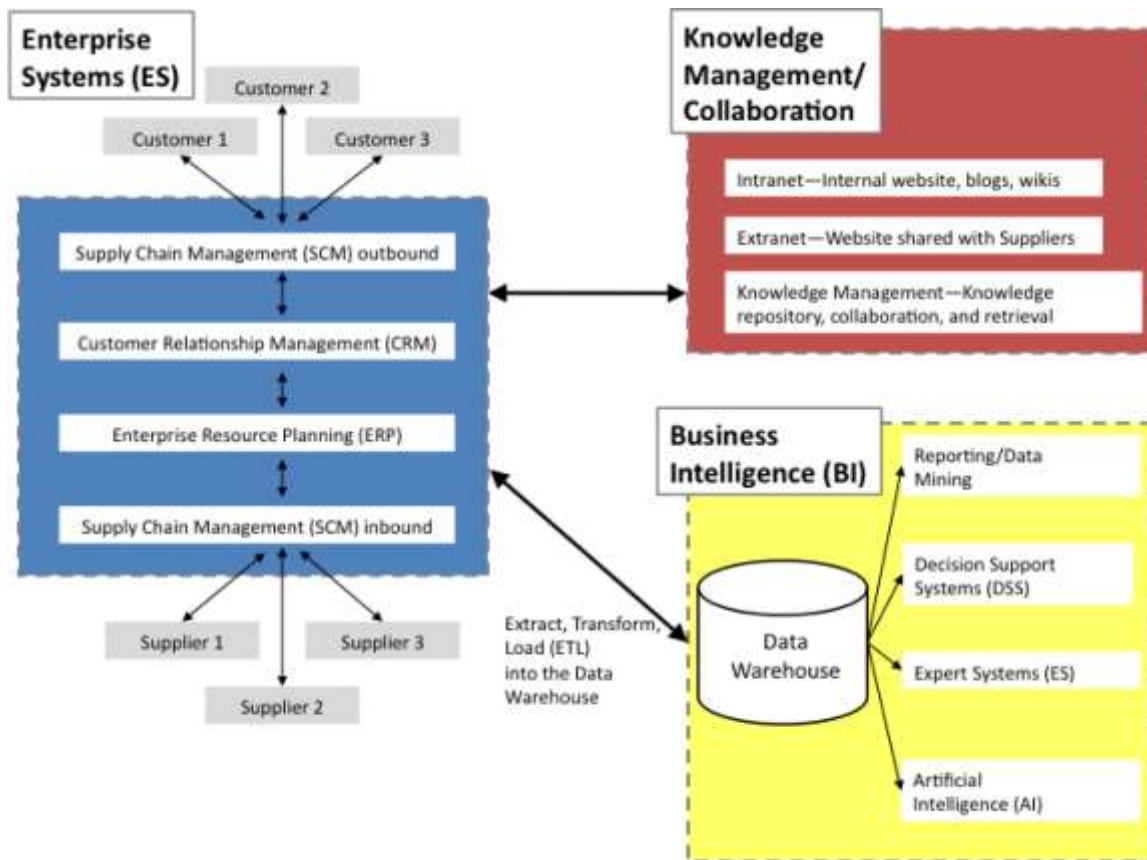 Enterprise
Systems (ES)
Customer 2
Customer 1
Customer 3
Supply Chain Management (SCM) outbound
Customer Relationship Management (CRM)
Enterprise Resource Planning (ERP)
Supply Chain Management (SCM) inbound
Supplier 1
Supplier 3
Supplier 2
Knowledge
Management/
Collaboration
Intranet—Internal website, blogs, wikis
Extranet—Website shared with Suppliers
Knowledge Management—Knowledge
repository, collaboration, and retrieval
Extract, Transform,
Load (ETL)
into the Data
Warehouse
Business
Intelligence (BI)
Data
Warehouse
Reporting/Data
Mining
Decision Support
Systems (DSS)
Expert Systems (ES)
Artificial
Intelligence (AI)